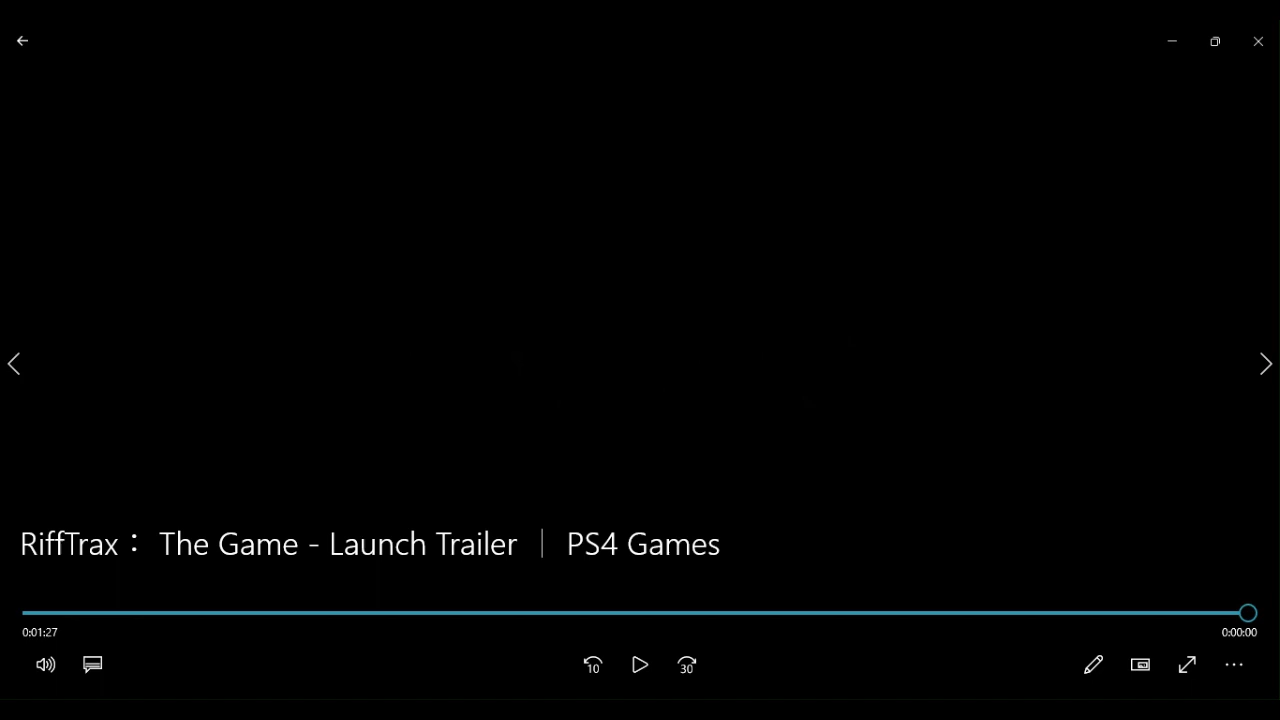 RiffTrax： The Game - Launch Trailer ｜ PS4 Games
0:01:27
0:00:00
10
30